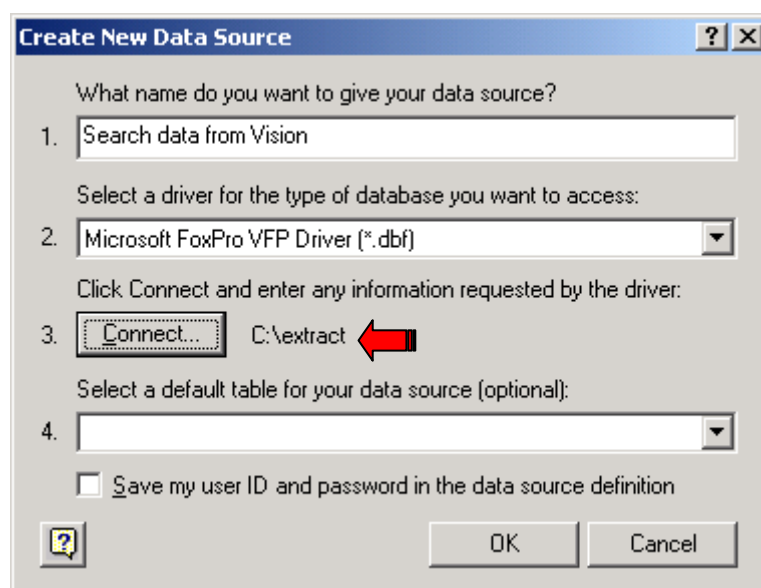 Create New Data Source
What name do you want to give your data source?
1. Search data from Vision
Select a driver for the type of database you want to access:
2. Microsoft FoxPro VFP Driver (*.dbf)
Click Connect and enter any information requested by the driver:
3. Connect... C:\extract
Select a default table for your data source (optional):
4.
Save my user ID and password in the data source definition
OK Cancel